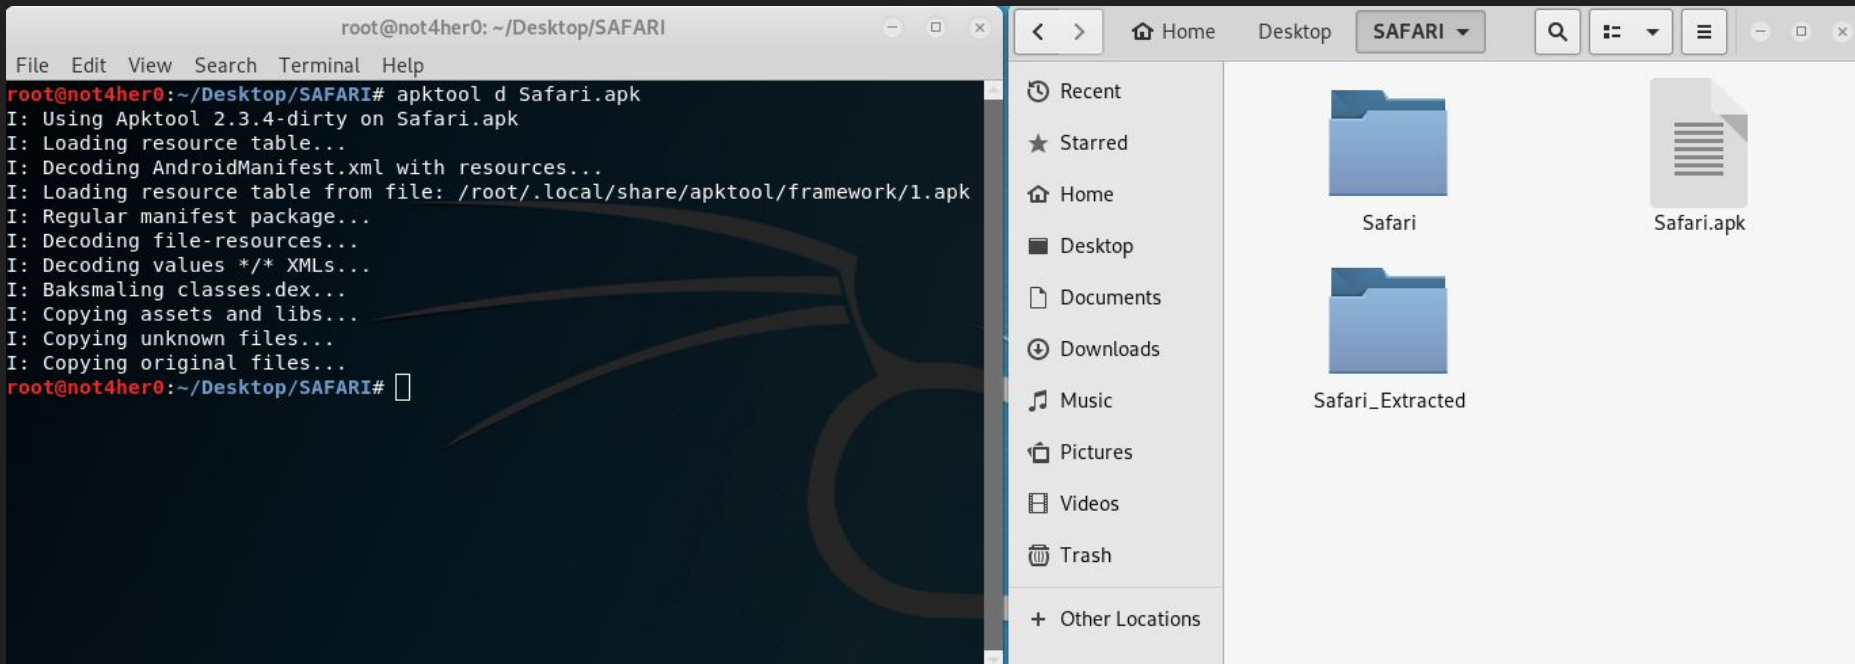 root@not4her0: ~/Desktop/SAFARI
File Edit View Search Terminal Help
root@not4her0:~/Desktop/SAFARI# apktool d Safari.apk
I: Using Apktool 2.3.4-dirty on Safari.apk
I: Loading resource table...
I: Decoding AndroidManifest.xml with resources...
I: Loading resource table from file: /root/.local/share/apktool/framework/1.apk
I: Regular manifest package...
I: Decoding file-resources...
I: Decoding values */* XMLs...
I: Baksmaling classes.dex...
I: Copying assets and libs...
I: Copying unknown files...
I: Copying original files...
root@not4her0:~/Desktop/SAFARI#
Home Desktop SAFARI
Recent
Starred
Home
Desktop
Documents
Downloads
Music
Pictures
Videos
Trash
+ Other Locations
Safari
Safari.apk
Safari_Extracted